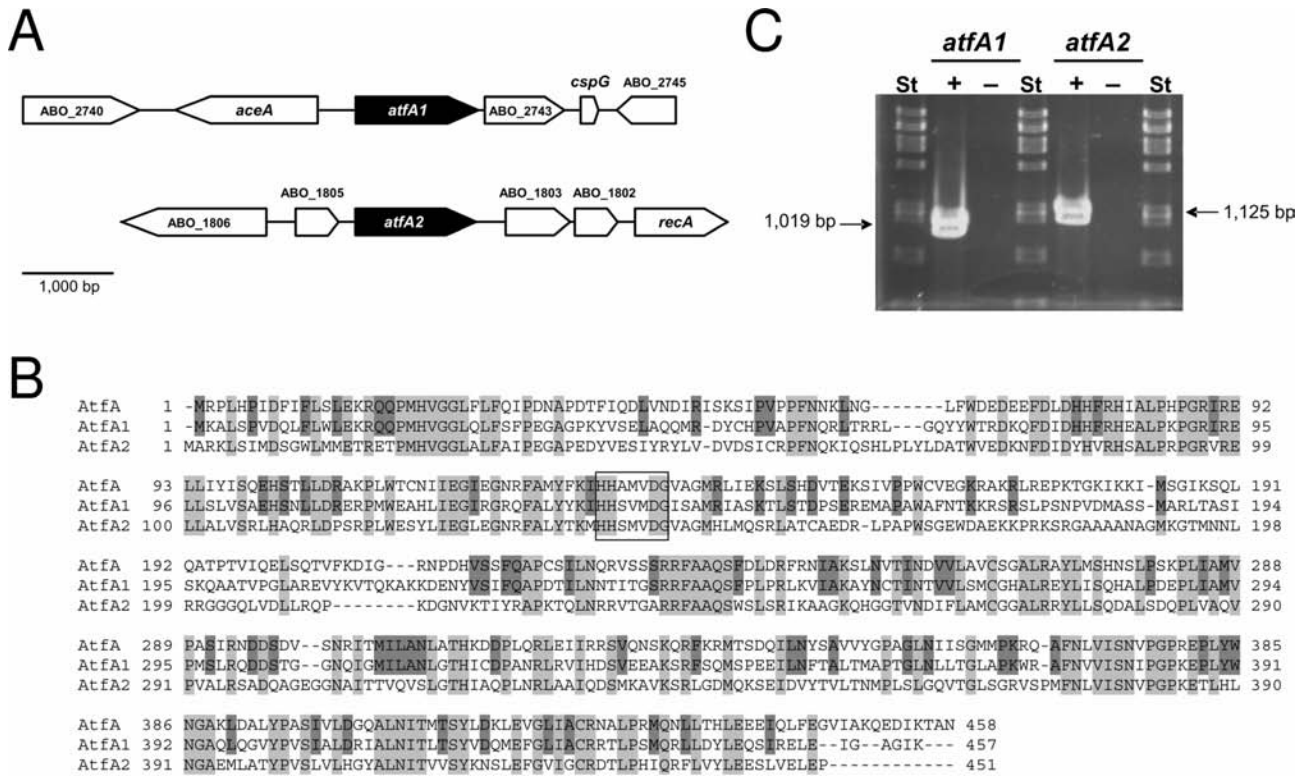 A
ABO_2740 aceA atfA1 ABO_2743 cspG ABO_2745
ABO_1806 ABO_1805 atfA2 ABO_1803 ABO_1802 recA
1,000 bp
C
atfA1 atfA2
St + – St + – St
1,019 bp
1,125 bp
B
AtfA 1 -MRPLHPIDFIFLSLEKRQQPMHVGGLFLFQIPDNAPDTFIQDLVNDIRISKSIPVPPFNNKLNG-------LFWDEDEEFDLDHHFRHIALPHPGRIRE 92
AtfA1 1 -MKALSPVDQLFLWLEKRQQPMHVGGLQLFSFPEGAGPKYVSELAQQMR-DYCHPVAPFNQRLTRRL--GQYYWTRDKQFDIDHHFRHEALPKPGRIRE 95
AtfA2 1 MARKLSIMDSGWLMMETRETPMHVGGLALFAIPEGAPEDYVESIYRYLV-DVDSICRPFNQKIQSHLPLYLDATWVEDKNFDIDYHVRHSALPRPGRVRE 99
AtfA 93 LLIYISQEHSTLLDRAKPLWTCNIIEGIEGNRFAMYFKIHHAMVDGVAGMRLIEKSLSHDVTEKSIVPPWCVEGKRAKRLREPKTGKIKKI-MSGIKSQL 191
AtfA1 96 LLSLVSAEHSNLLDRERPMWEAHLIEGIRGRQFALYYKIHHSVMDGISAMRIASKTLSTDPSEREMAPAWAFNTKKRSRSLPSNPVDMASS-MARLTASI 194
AtfA2 100 LLALVSRLHAQRLDPSRPLWESYLIEGLEGNRFALYTKMHHSMVDGVAGMHLMQSRLATCAEDR-LPAPWSGEWDAEKKPRKSRGAAAANAGMKGTMNNL 198
AtfA 192 QATPTVIQELSQTVFKDIG---RNPDHVSSFQAPCSILNQRVSSSRRFAAQSFDLDRFRNIAKSLNVTINDVVLAVCSGALRAYLMSHNSLPSKPLIAMV 288
AtfA1 195 SKQAATVPGLAREVYKVTQKAKKDENYVSIFQAPDTILNNTITGSRRFAAQSFPLPRLKVIAKAYNCTINTVVLSMCGHALREYLISQHALPDEPLIAMV 294
AtfA2 199 RRGGGQLVDLLRQP--------KDGNVKTIYRAPKTQLNRRVTGARRFAAQSWSLSRIKAAGKQHGGTVNDIFLAMCGGALRRYLLSQDALSDQPLVAQV 290
AtfA 289 PASIRNDDSDV--SNRITMILANLATHKDDPLQRLEIIRRSVQNSKQRFKRMTSDQILNYSAVVYGPAGLNIISGMMPKRQ-AFNLVISNVPGPREPLYW 385
AtfA1 295 PMSLRQDDSTG--GNQIGMILANLGTHICDPANRLRVIHDSVEEAKSRFSQMSPEEILNFTALTMAPTGLNLLTGLAPKWR-AFNVVISNIPGPKEPLYW 391
AtfA2 291 PVALRSADQAGEGGNAITTVQVSLGTHIAQPLNRLAAIQDSMKAVKSRLGDMQKSEIDVYTVLTNMPLSLGQVTGLSGRVSPMFNLVISNVPGPKETLHL 390
AtfA 386 NGAKLDALYPASIVLDGQALNITMTSYLDKLEVGLIACRNALPRMQNLLTHLEEEIQLFEGVIAKQEDIKTAN 458
AtfA1 392 NGAQLQGVYPVSIALDRIALNITLTSYVDQMEFGLIACRRTLPSMQRLLDYLEQSIRELE--IG--AGIK--- 457
AtfA2 391 NGAEMLATYPVSLVLHGYALNITVVSYKNSLEFGVIGCRDTLPHIQRFLVYLEESLVELEP------------ 451